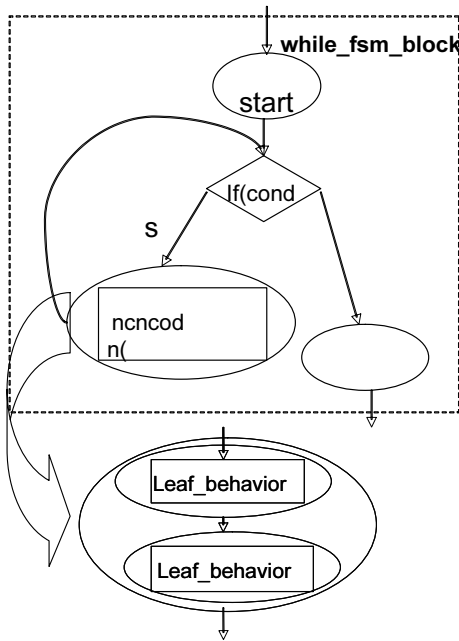 while_fsm_block
start
If(cond
s
ncncod
n(
Leaf_behavior
Leaf_behavior